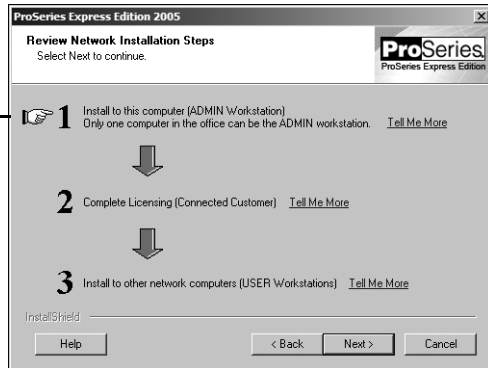 ProSeries Express Edition 2005
Review Network Installation Steps
Select Next to continue.
ProSeries
ProSeries Express Edition
1 Install to this computer (ADMIN Workstation)
Only one computer in the office can be the ADMIN workstation. Tell Me More
2 Complete Licensing (Connected Customer) Tell Me More
3 Install to other network computers (USER Workstations) Tell Me More
InstallShield
Help
< Back
Next >
Cancel